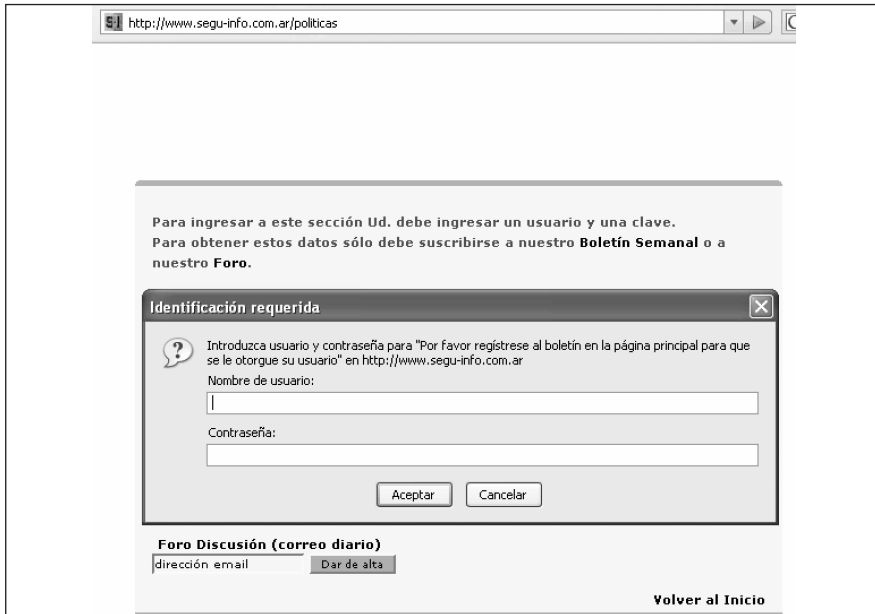 S-I http://www.segu-info.com.ar/politicas
Para ingresar a este sección Ud. debe ingresar un usuario y una clave.
Para obtener estos datos sólo debe suscribirse a nuestro Boletín Semanal o a
nuestro Foro.
Identificación requerida
Introduzca usuario y contraseña para "Por favor regístrese al boletín en la página principal para que
se le otorgue su usuario" en http://www.segu-info.com.ar
Nombre de usuario:
Contraseña:
Aceptar Cancelar
Foro Discusión (correo diario)
dirección email Dar de alta
Volver al Inicio